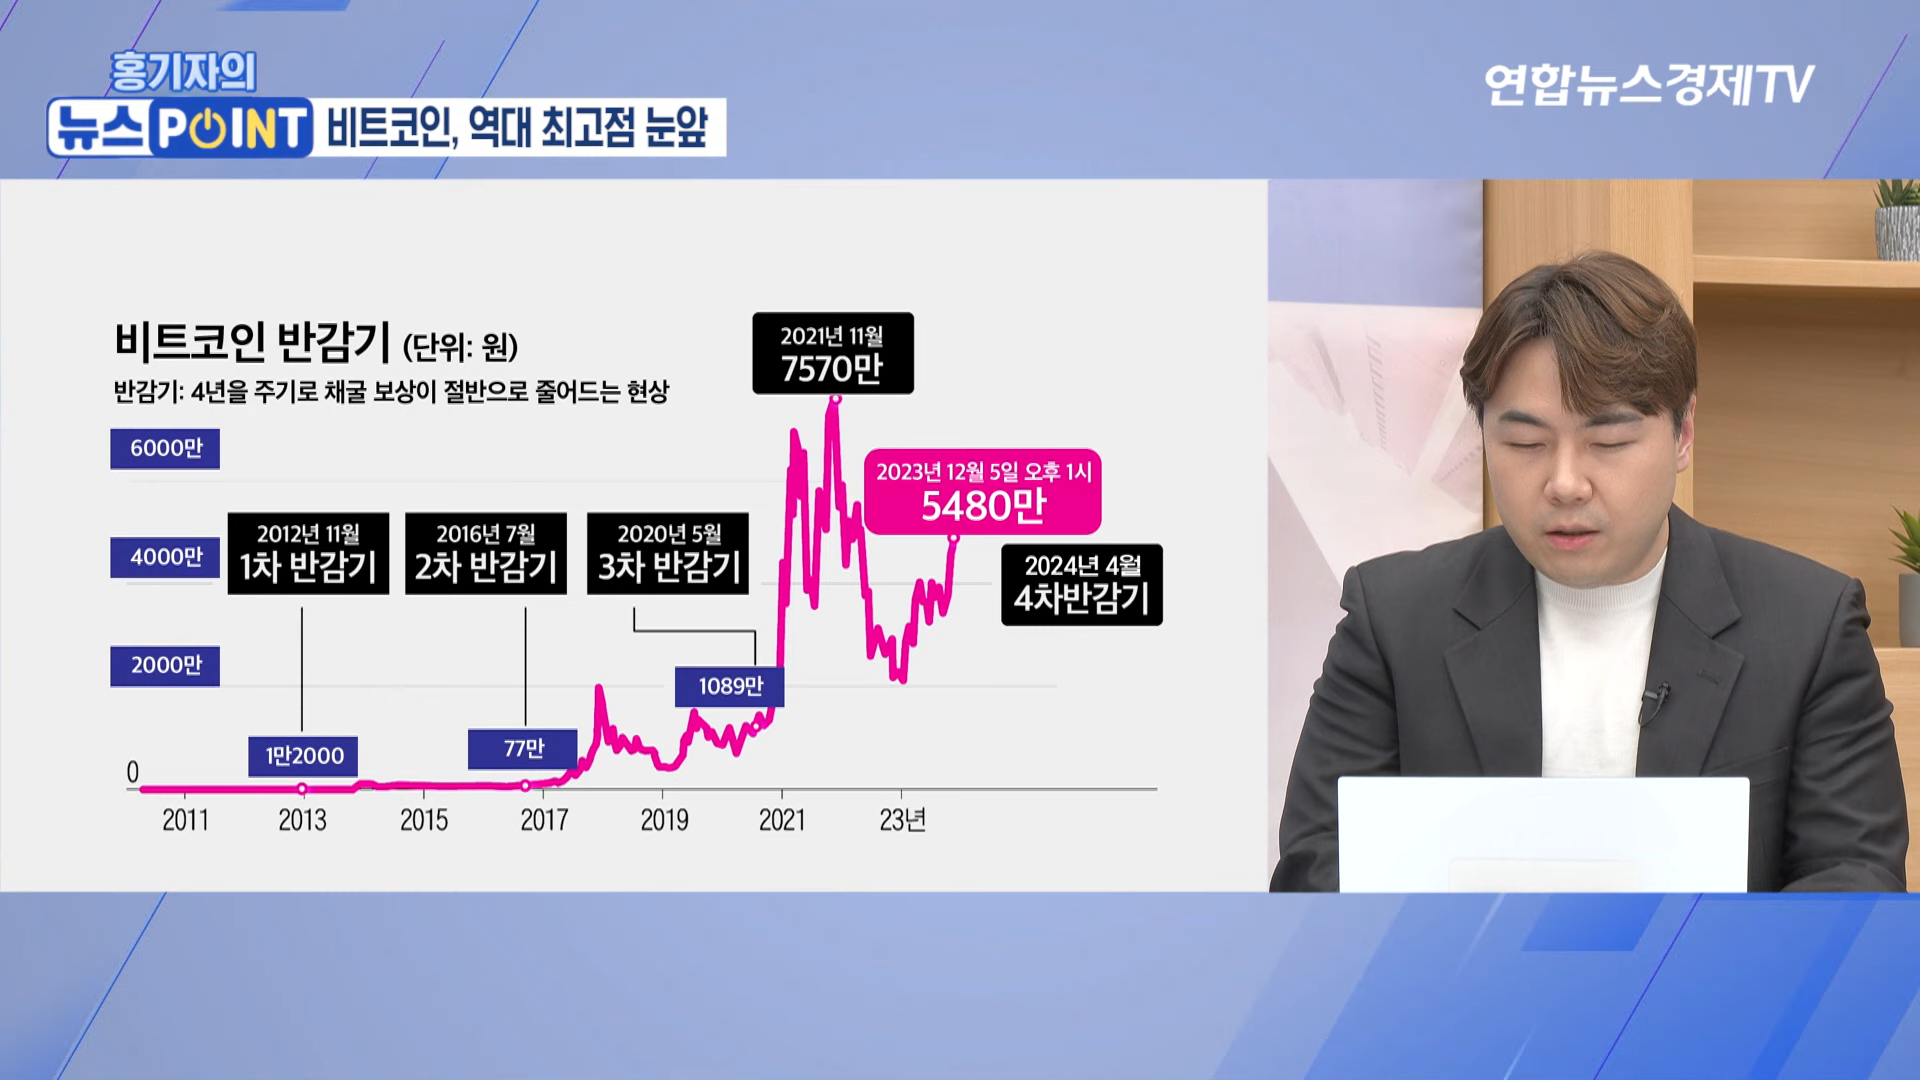 홍기자의
뉴스 POINT 비트코인, 역대 최고점 눈앞
연합뉴스경제TV
비트코인 반감기 (단위: 원)
반감기: 4년을 주기로 채굴 보상이 절반으로 줄어드는 현상
2021년 11월
7570만
2023년 12월 5일 오후 1시
5480만
6000만
4000만
2000만
0
2012년 11월
1차 반감기
2016년 7월
2차 반감기
2020년 5월
3차 반감기
2024년 4월
4차반감기
1만2000
77만
1089만
2011
2013
2015
2017
2019
2021
23년